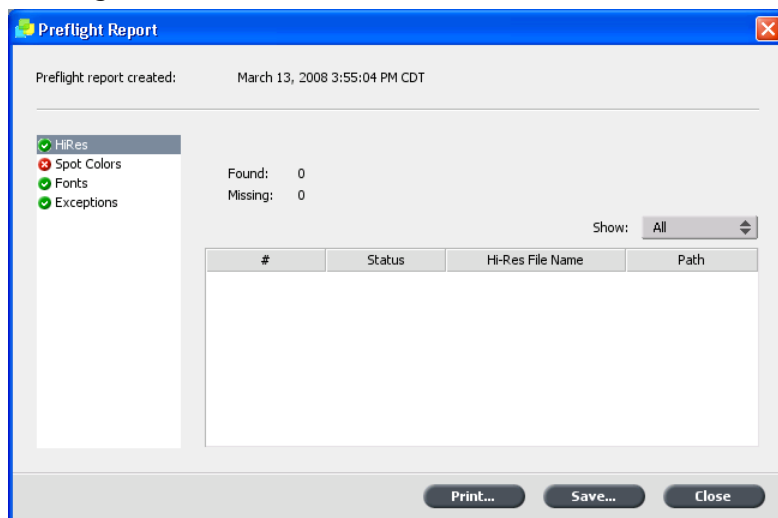 Preflight Report
Preflight report created: March 13, 2008 3:55:04 PM CDT
HiRes
Spot Colors
Fonts
Exceptions
Found: 0
Missing: 0
Show: All
# Status Hi-Res File Name Path
Print... Save... Close